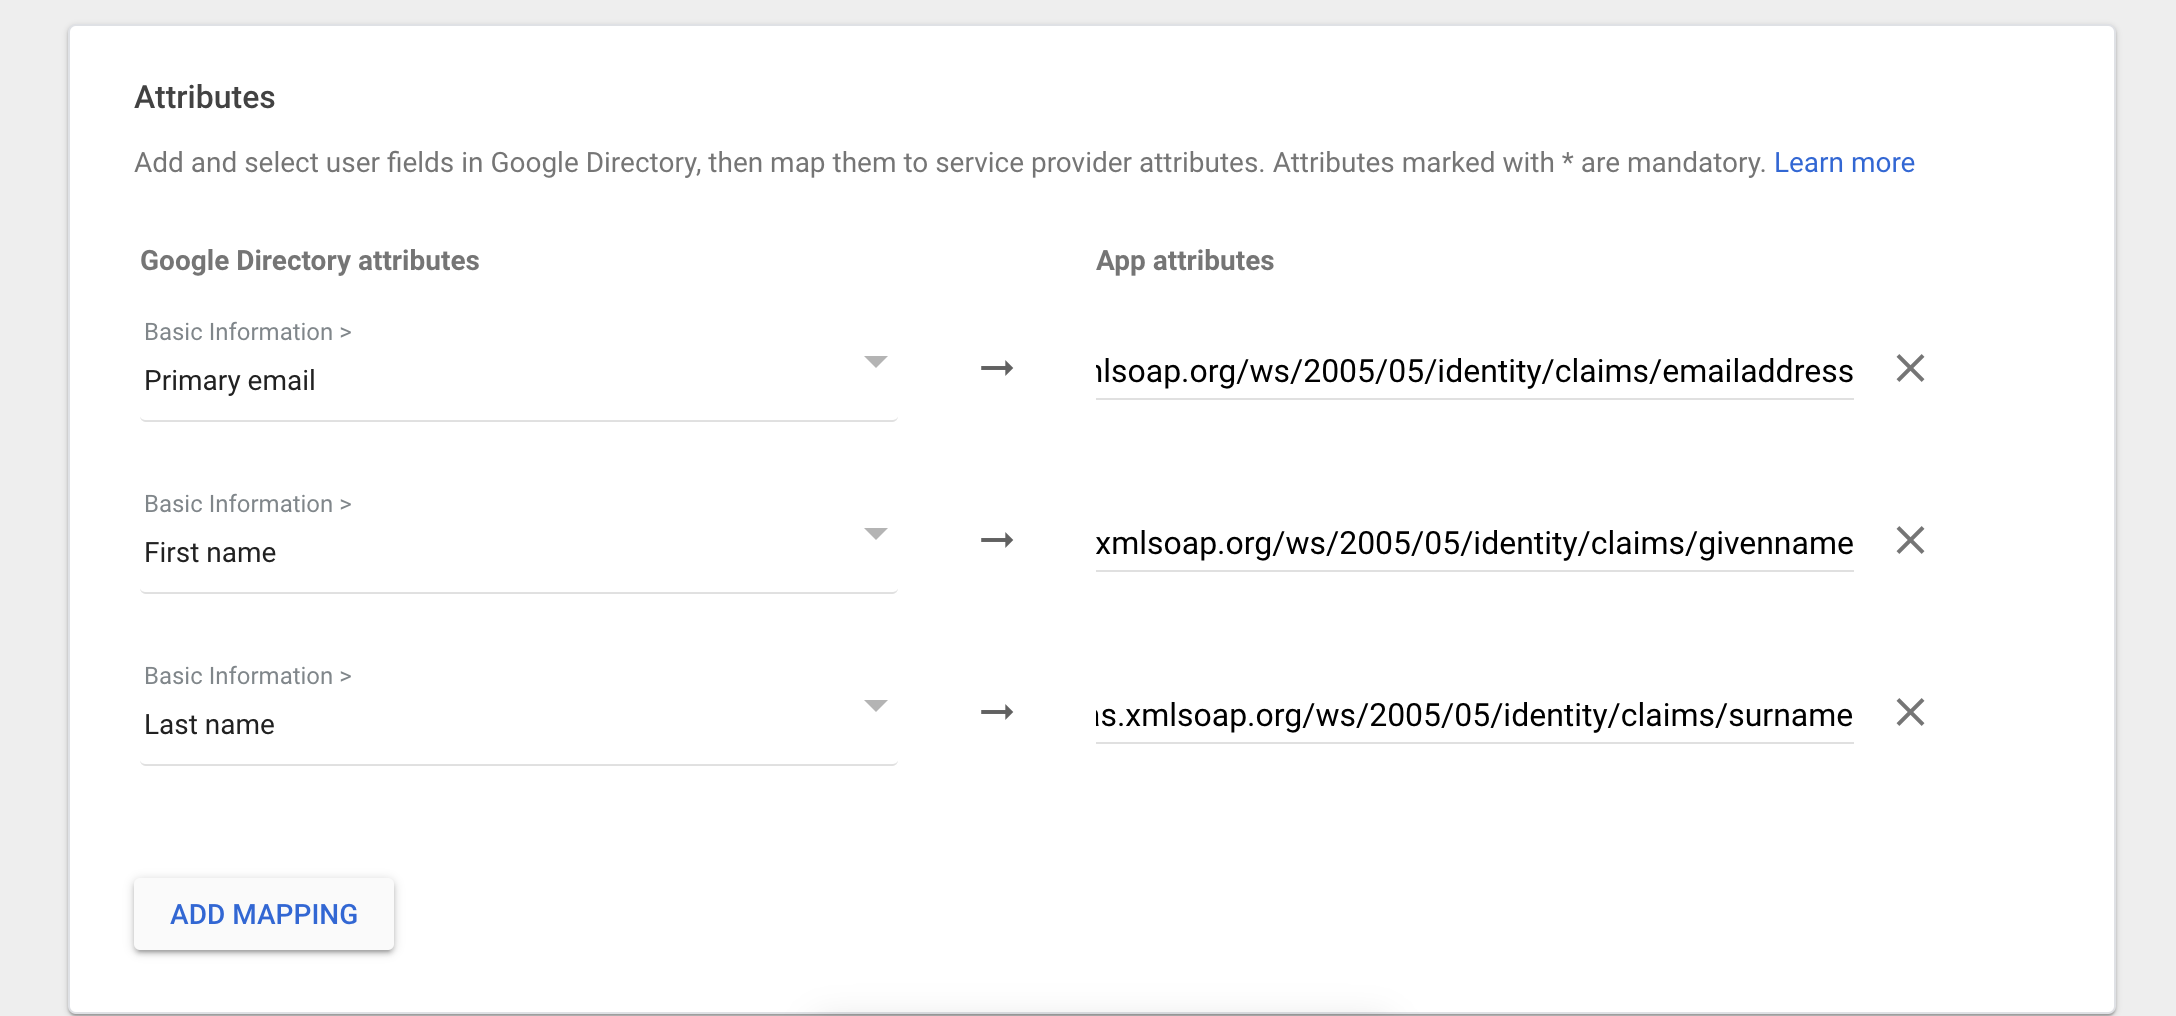 Attributes
Add and select user fields in Google Directory, then map them to service provider attributes. Attributes marked with * are mandatory. Learn more
Google Directory attributes App attributes
Basic Information >
Primary email
lsoap.org/ws/2005/05/identity/claims/emailaddress
Basic Information >
First name
xmlsoap.org/ws/2005/05/identity/claims/givenname
Basic Information >
Last name
s.xmlsoap.org/ws/2005/05/identity/claims/surname
ADD MAPPING